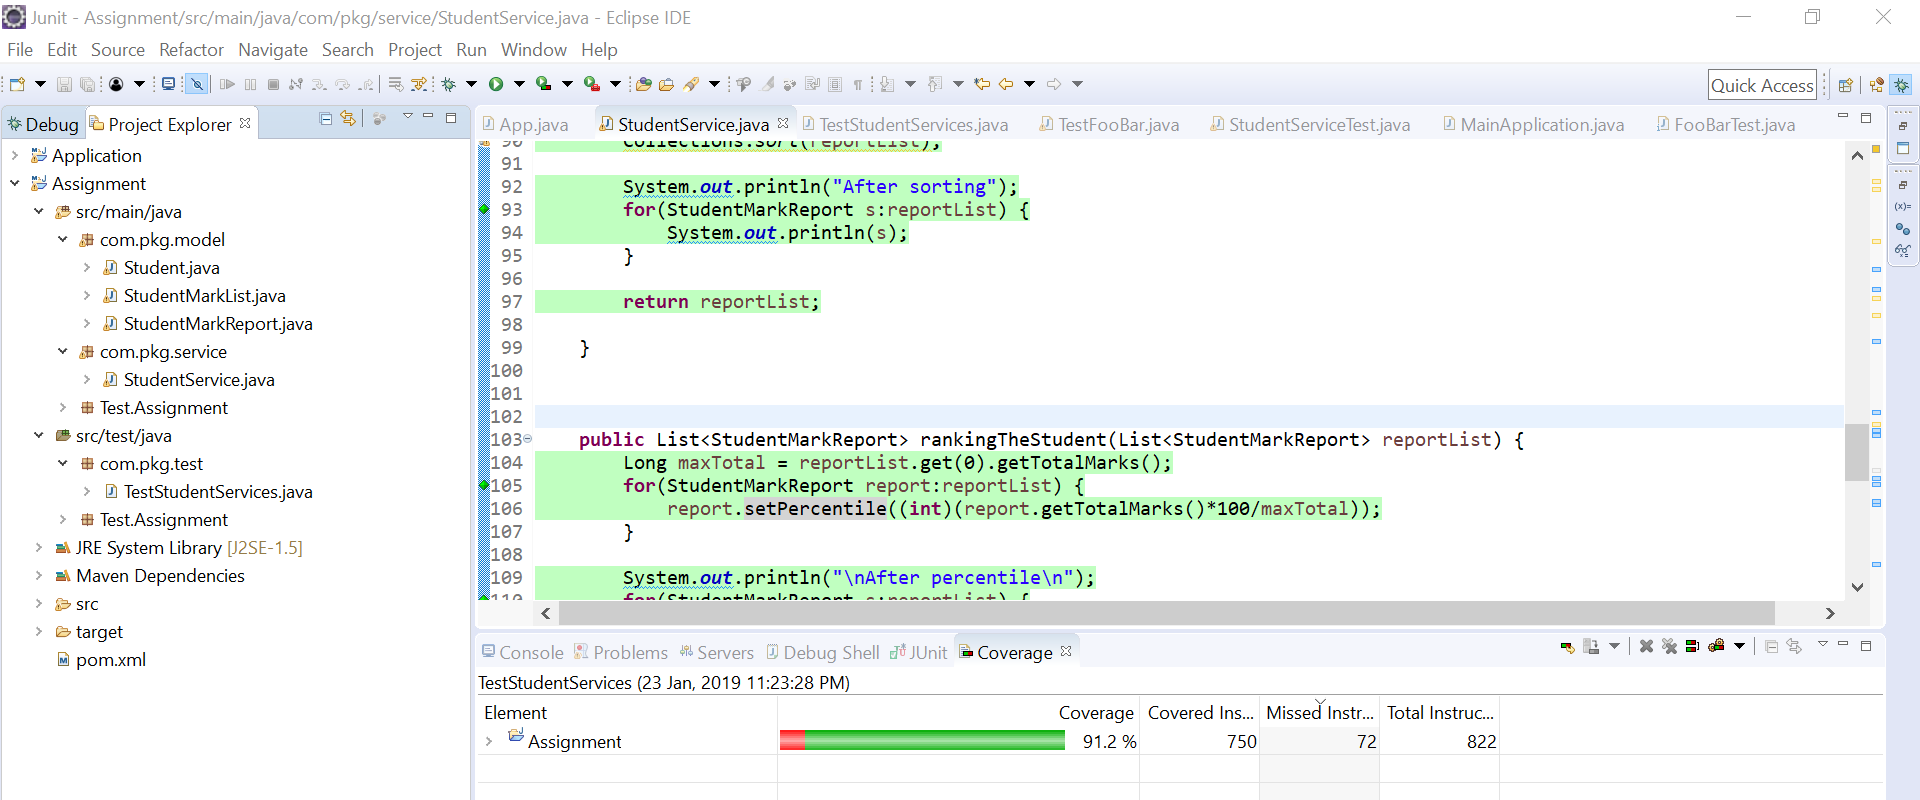 Junit - Assignment/src/main/java/com/pkg/service/StudentService.java - Eclipse IDE
File Edit Source Refactor Navigate Search Project Run Window Help
Quick Access
Debug Project Explorer
App.java StudentService.java TestStudentServices.java TestFooBar.java StudentServiceTest.java MainApplication.java FooBarTest.java
Application
Assignment
src/main/java
com.pkg.model
Student.java
StudentMarkList.java
StudentMarkReport.java
com.pkg.service
StudentService.java
Test.Assignment
src/test/java
com.pkg.test
TestStudentServices.java
Test.Assignment
JRE System Library [J2SE-1.5]
Maven Dependencies
src
target
pom.xml
90 Collections.sort(reportList);
91
92 System.out.println("After sorting");
93 for(StudentMarkReport s:reportList) {
94 System.out.println(s);
95 }
96
97 return reportList;
98
99 }
100
101
102
103 public List<StudentMarkReport> rankingTheStudent(List<StudentMarkReport> reportList) {
104 Long maxTotal = reportList.get(0).getTotalMarks();
105 for(StudentMarkReport report:reportList) {
106 report.setPercentile((int)(report.getTotalMarks()*100/maxTotal));
107 }
108
109 System.out.println("\nAfter percentile\n");
110 for(StudentMarkReport s:reportList) {
Console Problems Servers Debug Shell JUnit Coverage
TestStudentServices (23 Jan, 2019 11:23:28 PM)
Element Coverage Covered Ins... Missed Instr... Total Instruc...
Assignment 91.2 % 750 72 822